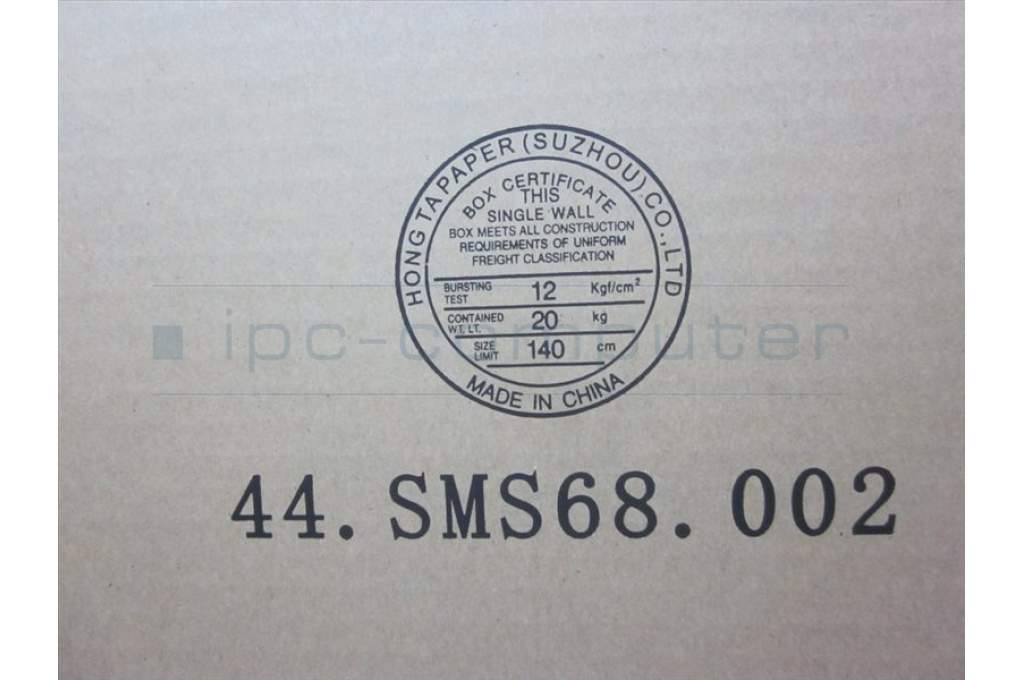 HONG TA PAPER (SUZHOU). CO., LTD
BOX CERTIFICATE
THIS
SINGLE WALL
BOX MEETS ALL CONSTRUCTION
REQUIREMENTS OF UNIFORM
FREIGHT CLASSIFICATION
BURSTING TEST 12 Kgf/cm²
CONTAINED W.T. LT. 20 kg
SIZE LIMIT 140 cm
MADE IN CHINA
ipc-computer
44.SMS68.002